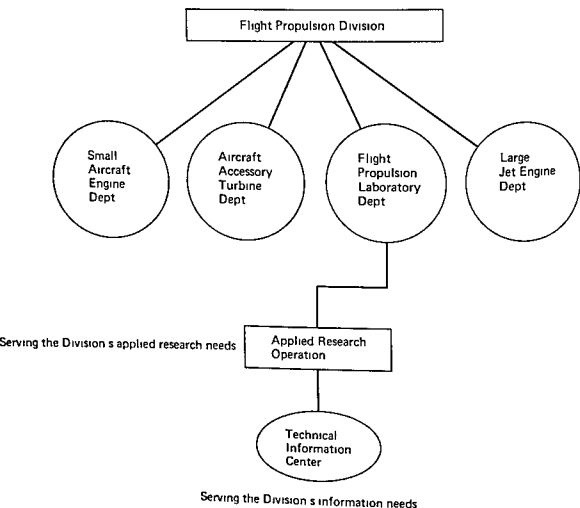 Flight Propulsion Division
Small
Aircraft
Engine
Dept
Aircraft
Accessory
Turbine
Dept
Flight
Propulsion
Laboratory
Dept
Large
Jet Engine
Dept
Serving the Division s applied research needs
Applied Research
Operation
Technical
Information
Center
Serving the Division s information needs